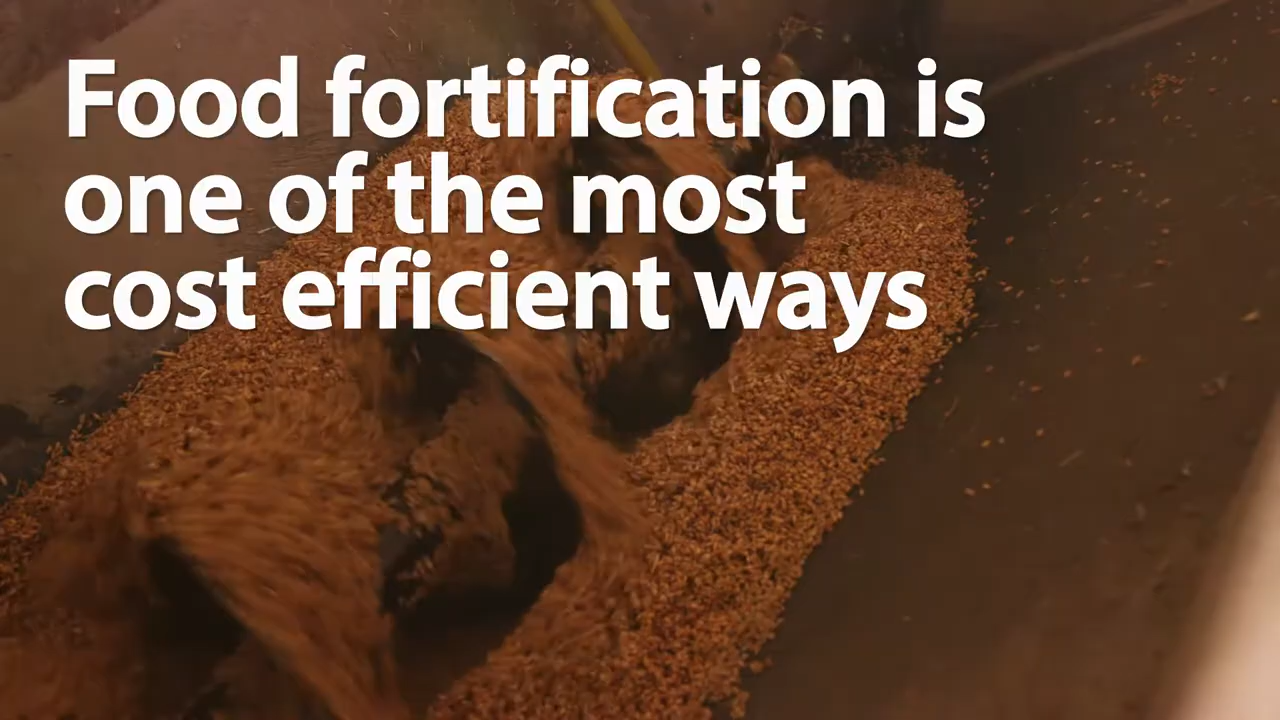 Food fortification is
one of the most
cost efficient ways